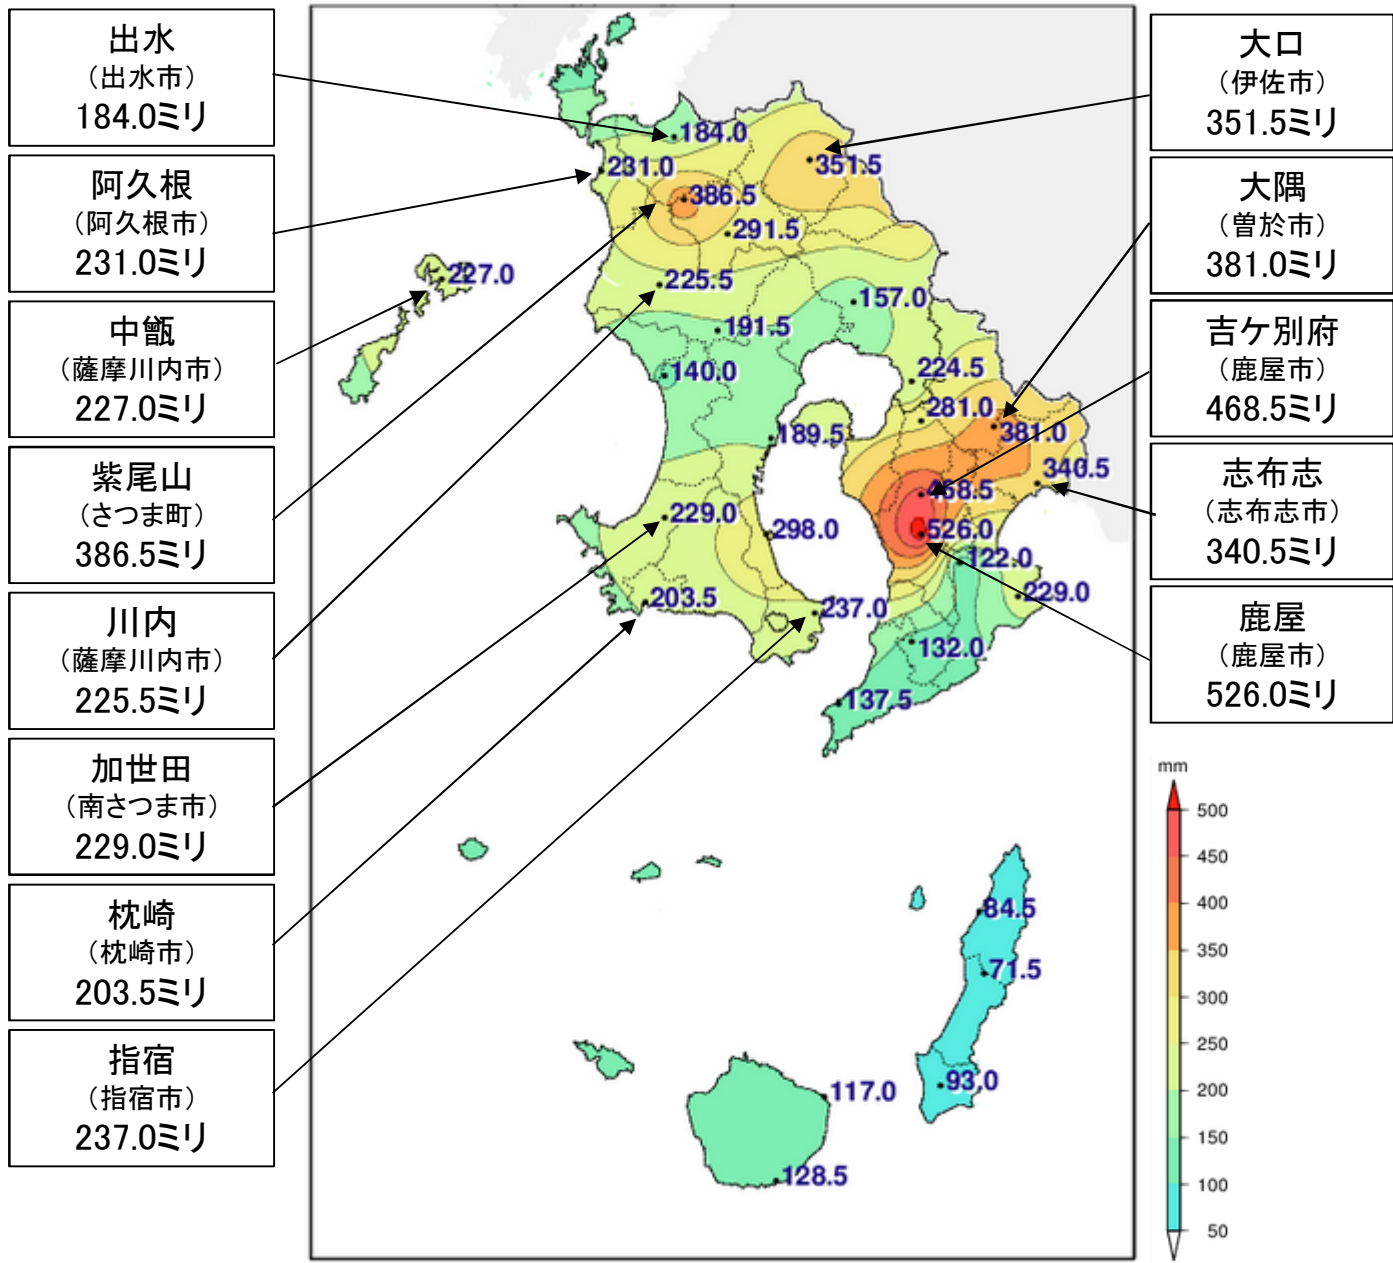 出水
（出水市）
184.0ミリ
阿久根
（阿久根市）
231.0ミリ
中甑
（薩摩川内市）
227.0ミリ
紫尾山
（さつま町）
386.5ミリ
川内
（薩摩川内市）
225.5ミリ
加世田
（南さつま市）
229.0ミリ
枕崎
（枕崎市）
203.5ミリ
指宿
（指宿市）
237.0ミリ
184.0
351.5
231.0
386.5
291.5
227.0
225.5
157.0
191.5
140.0
224.5
281.0
381.0
189.5
340.5
468.5
229.0
298.0
526.0
122.0
229.0
203.5
237.0
132.0
137.5
84.5
71.5
93.0
117.0
128.5
大口
（伊佐市）
351.5ミリ
大隅
（曽於市）
381.0ミリ
吉ケ別府
（鹿屋市）
468.5ミリ
志布志
（志布志市）
340.5ミリ
鹿屋
（鹿屋市）
526.0ミリ
mm
500
450
400
350
300
250
200
150
100
50